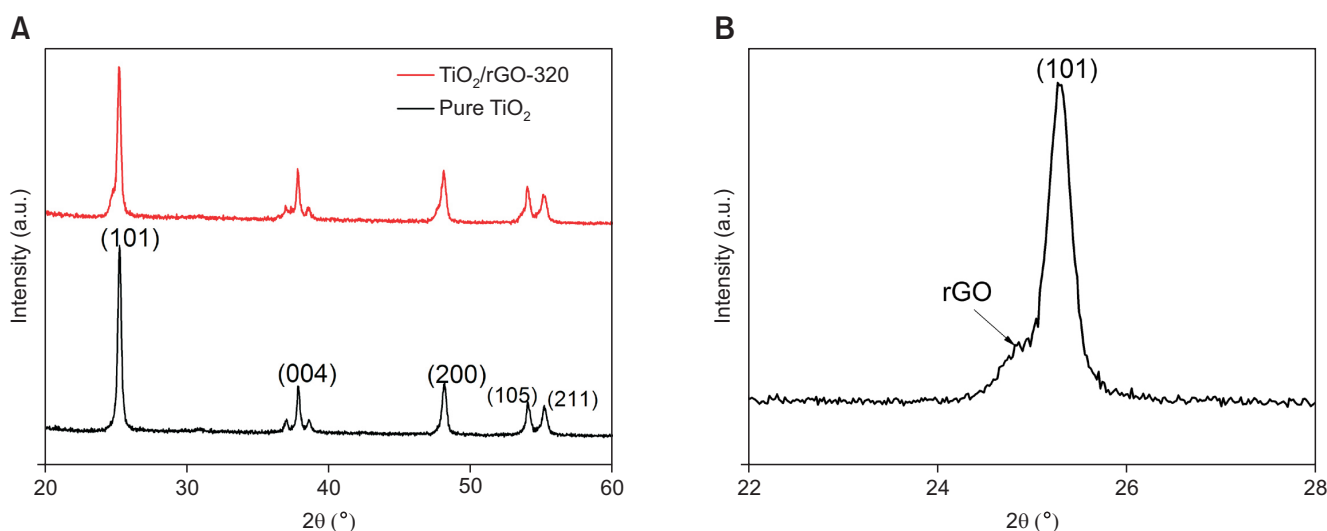 A
TiO₂/rGO-320
Pure TiO₂
(101)
(004)
(200)
(105)
(211)
Intensity (a.u.)
20 30 40 50 60
2θ (°)
B
(101)
rGO
Intensity (a.u.)
22 24 26 28
2θ (°)